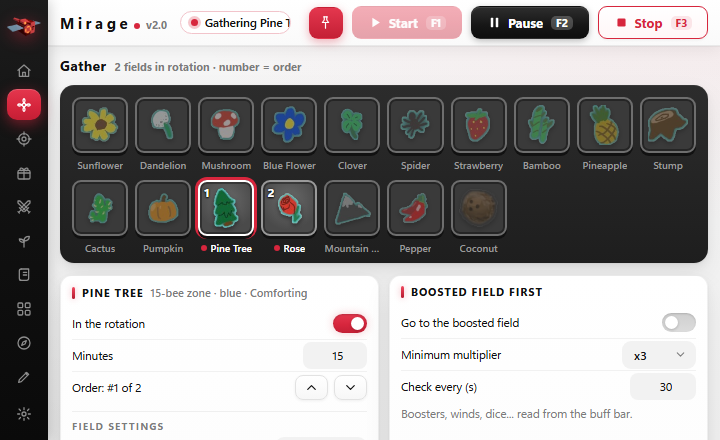 Mirage v2.0
Gathering Pine T
Start F1
Pause F2
Stop F3
Gather 2 fields in rotation · number = order
Sunflower Dandelion Mushroom Blue Flower Clover Spider Strawberry Bamboo Pineapple Stump
1 2
Cactus Pumpkin Pine Tree Rose Mountain ... Pepper Coconut
PINE TREE 15-bee zone · blue · Comforting
In the rotation
Minutes 15
Order: #1 of 2
FIELD SETTINGS
BOOSTED FIELD FIRST
Go to the boosted field
Minimum multiplier x3
Check every (s) 30
Boosters, winds, dice... read from the buff bar.